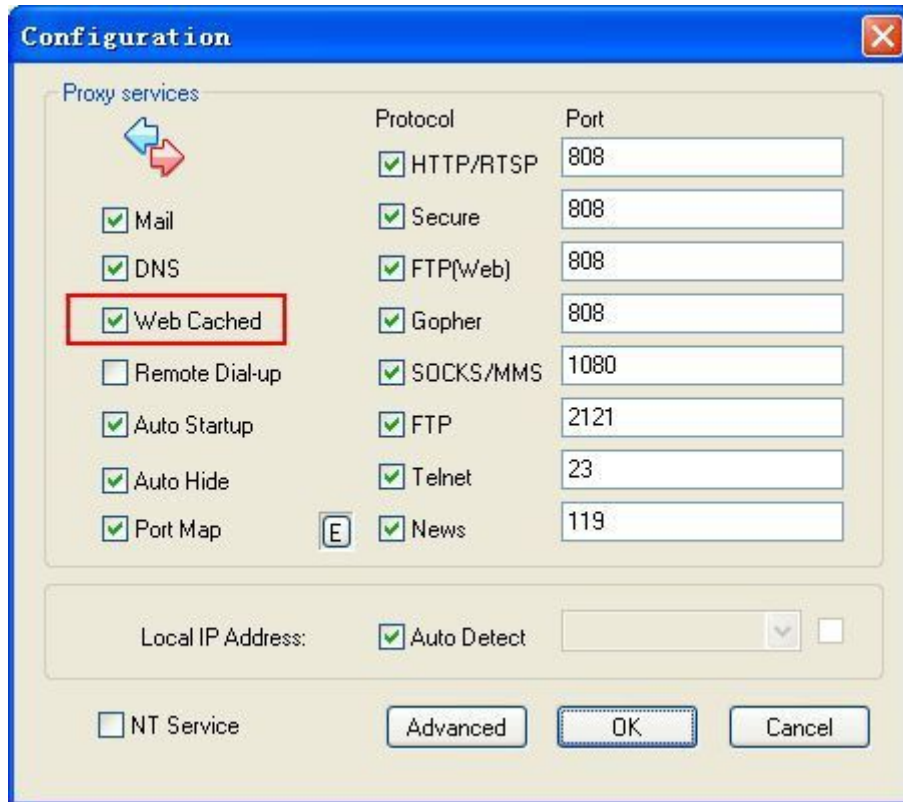 Configuration
Proxy services
Protocol Port
HTTP/RTSP 808
Mail Secure 808
DNS FTP(Web) 808
Web Cached Gopher 808
Remote Dial-up SOCKS/MMS 1080
Auto Startup FTP 2121
Auto Hide Telnet 23
Port Map E News 119
Local IP Address: Auto Detect
NT Service Advanced OK Cancel